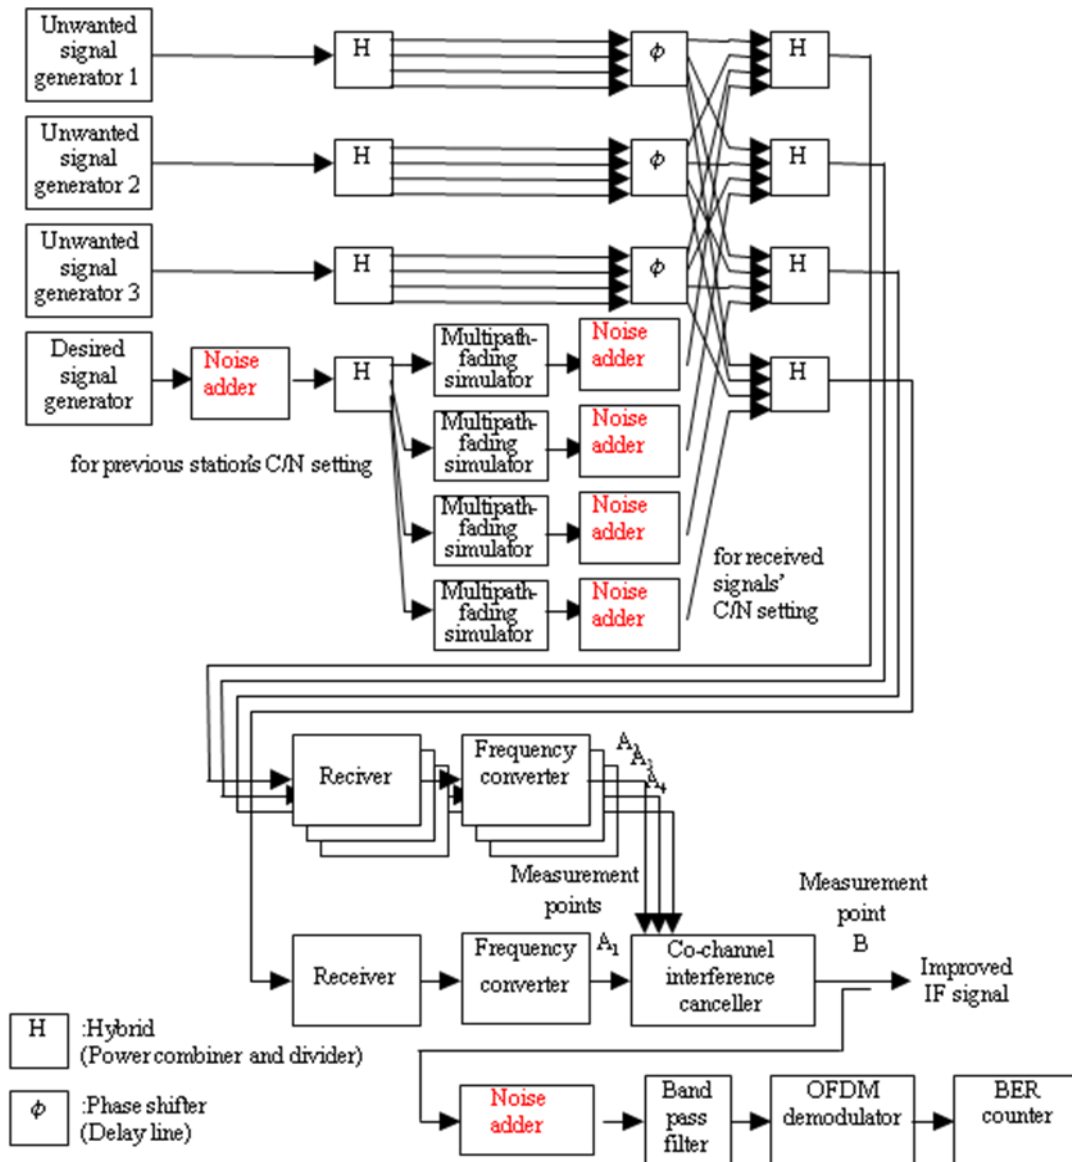 Unwanted
signal
generator 1
H
ϕ
H
Unwanted
signal
generator 2
H
ϕ
H
Unwanted
signal
generator 3
H
ϕ
H
Desired
signal
generator
Noise
adder
H
Multipath-
fading
simulator
Noise
adder
H
for previous station's C/N setting
Multipath-
fading
simulator
Noise
adder
Multipath-
fading
simulator
Noise
adder
Multipath-
fading
simulator
Noise
adder
for received
signals'
C/N setting
Reciver
Frequency
converter
A2
A3
A4
Measurement
points
Measurement
point
B
Receiver
Frequency
converter
A1
Co-channel
interference
canceller
Improved
IF signal
H
:Hybrid
(Power combiner and divider)
ϕ
:Phase shifter
(Delay line)
Noise
adder
Band
pass
filter
OFDM
demodulator
BER
counter